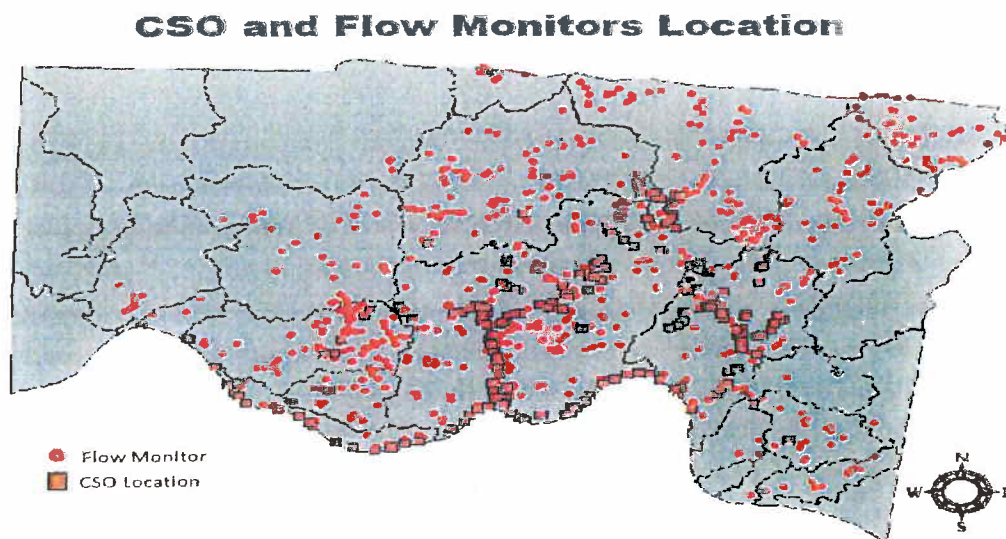 CSO and Flow Monitors Location
Flow Monitor
CSO Location
N
W
E
S